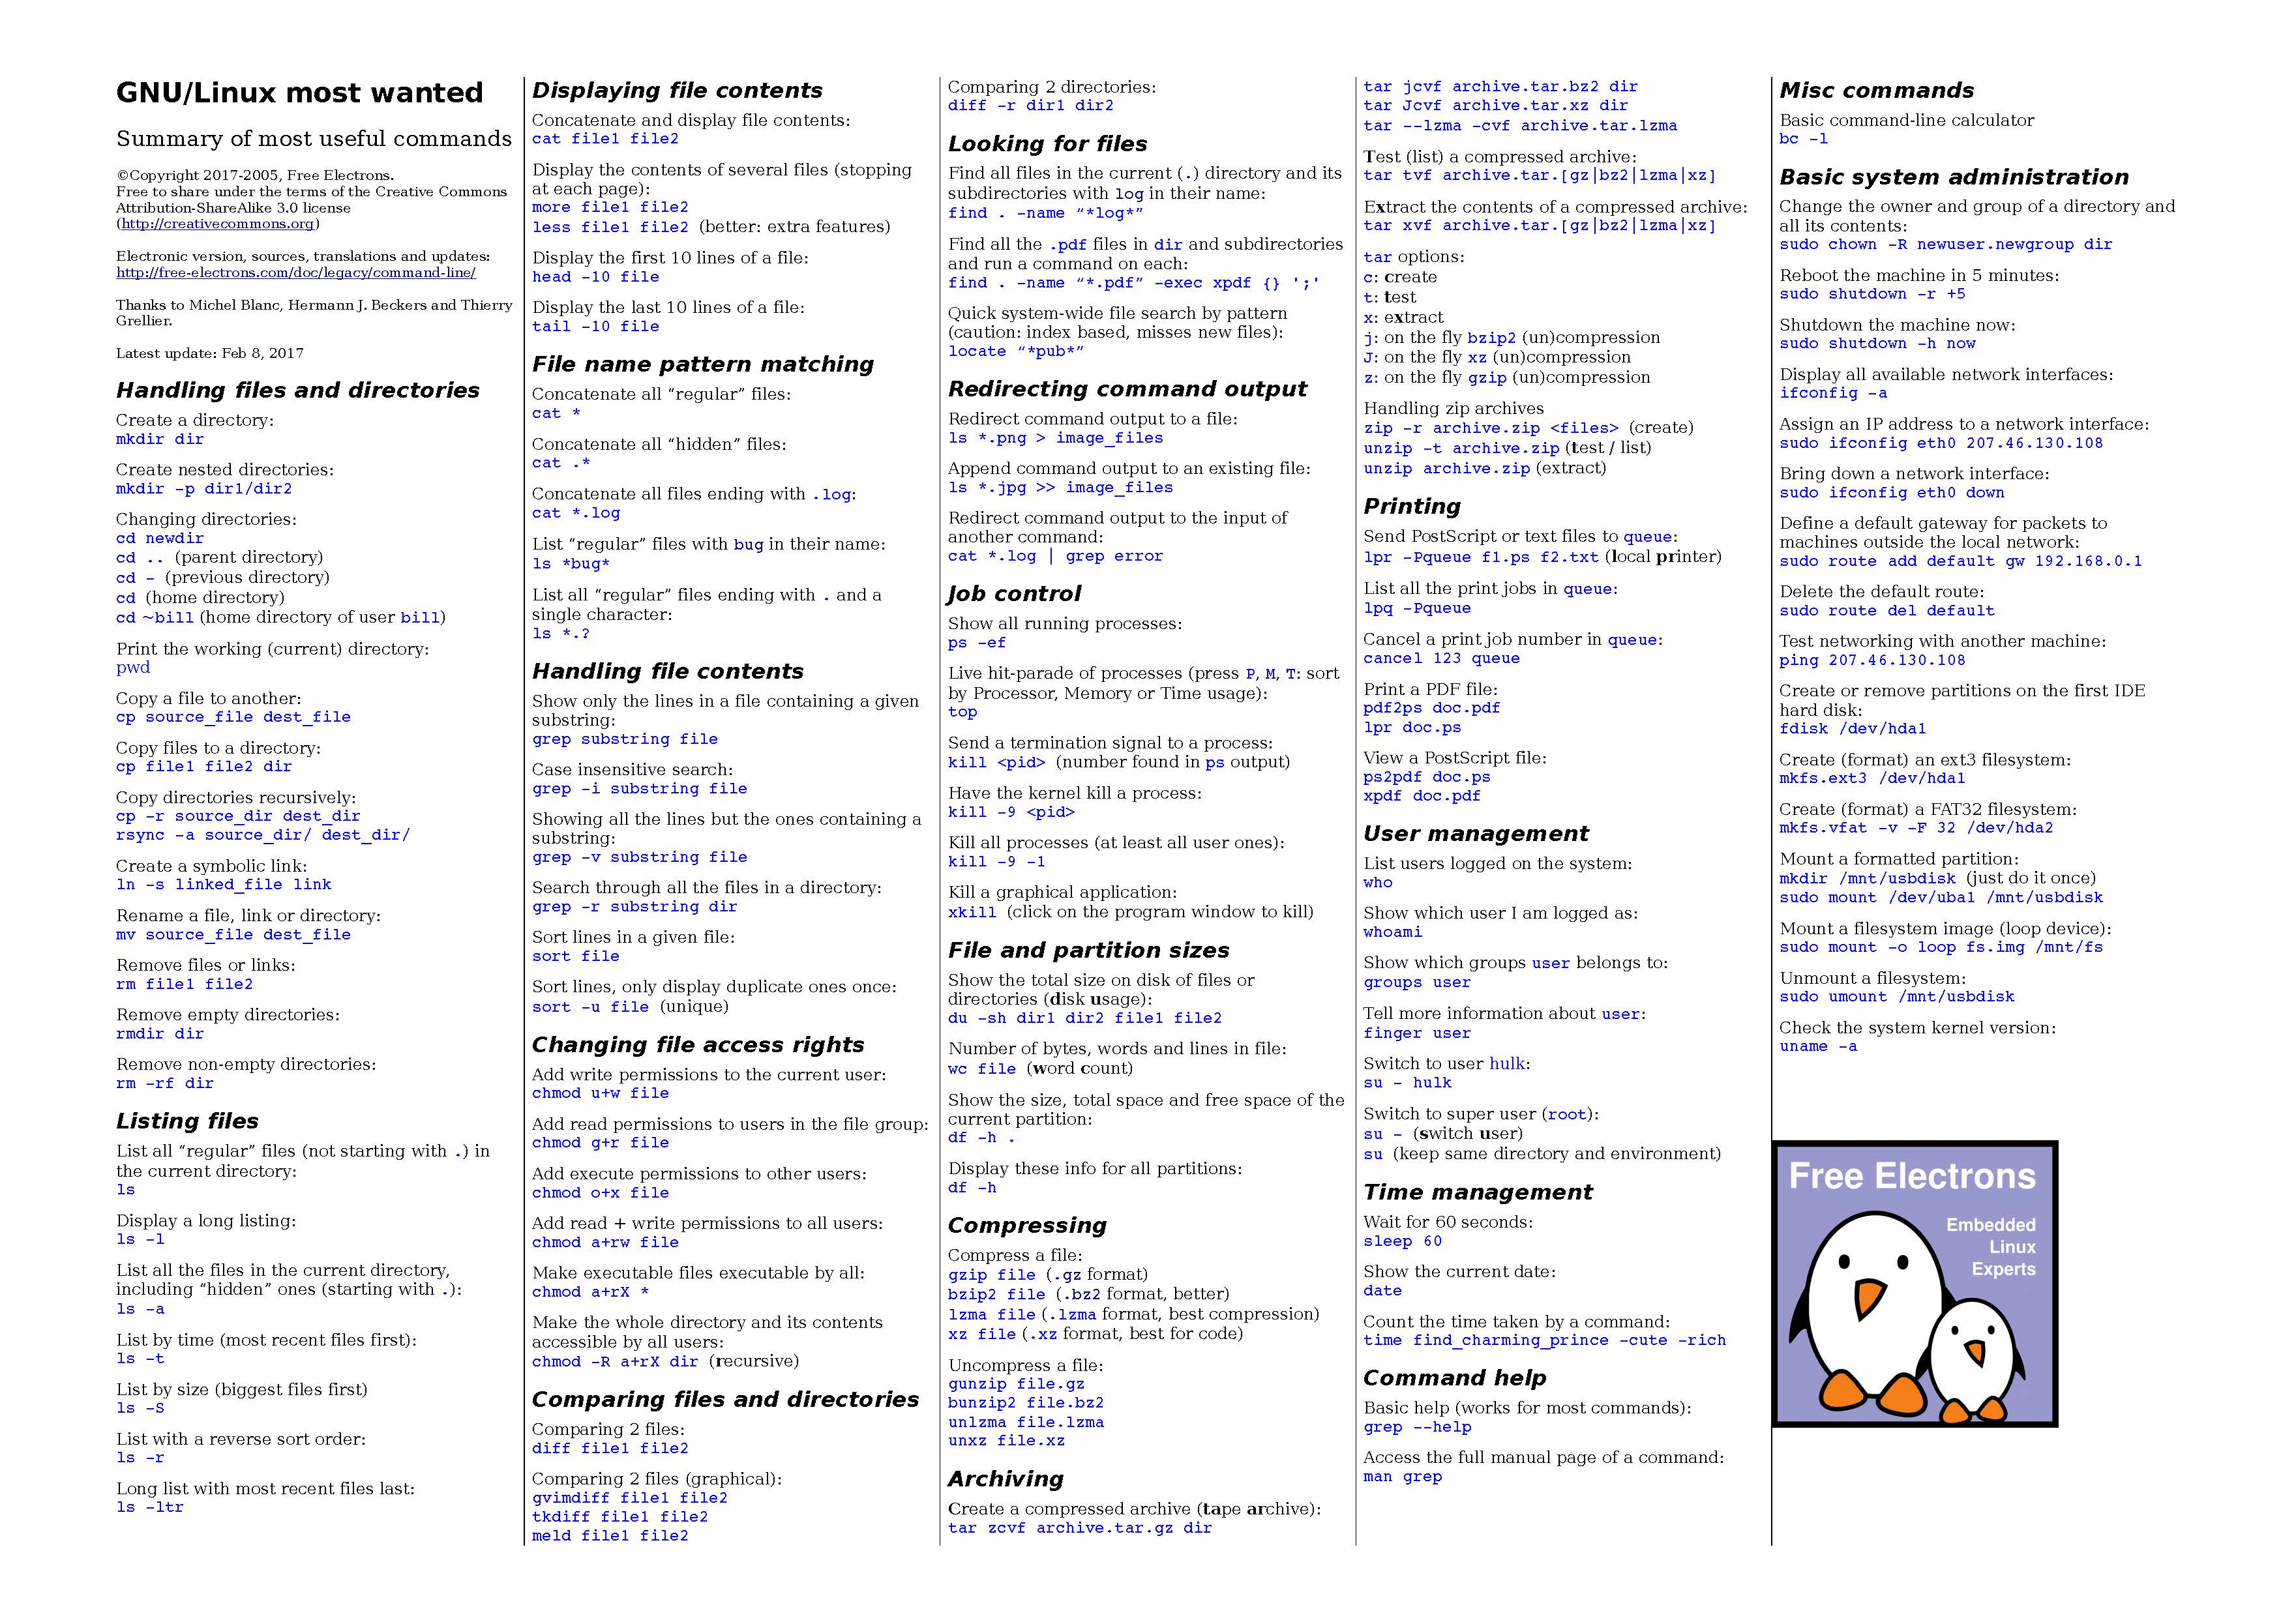 GNU/Linux most wanted
Summary of most useful commands
©Copyright 2017-2005, Free Electrons.
Free to share under the terms of the Creative Commons
Attribution-ShareAlike 3.0 license
(http://creativecommons.org)
Electronic version, sources, translations and updates:
http://free-electrons.com/doc/legacy/command-line/
Thanks to Michel Blanc, Hermann J. Beckers and Thierry
Grellier.
Latest update: Feb 8, 2017
Handling files and directories
Create a directory:
mkdir dir
Create nested directories:
mkdir -p dir1/dir2
Changing directories:
cd newdir
cd .. (parent directory)
cd - (previous directory)
cd (home directory)
cd ~bill (home directory of user bill)
Print the working (current) directory:
pwd
Copy a file to another:
cp source_file dest_file
Copy files to a directory:
cp file1 file2 dir
Copy directories recursively:
cp -r source_dir dest_dir
rsync -a source_dir/ dest_dir/
Create a symbolic link:
ln -s linked_file link
Rename a file, link or directory:
mv source_file dest_file
Remove files or links:
rm file1 file2
Remove empty directories:
rmdir dir
Remove non-empty directories:
rm -rf dir
Listing files
List all “regular” files (not starting with .) in
the current directory:
ls
Display a long listing:
ls -l
List all the files in the current directory,
including “hidden” ones (starting with .):
ls -a
List by time (most recent files first):
ls -t
List by size (biggest files first)
ls -S
List with a reverse sort order:
ls -r
Long list with most recent files last:
ls -ltr
Displaying file contents
Concatenate and display file contents:
cat file1 file2
Display the contents of several files (stopping
at each page):
more file1 file2
less file1 file2 (better: extra features)
Display the first 10 lines of a file:
head -10 file
Display the last 10 lines of a file:
tail -10 file
File name pattern matching
Concatenate all “regular” files:
cat *
Concatenate all “hidden” files:
cat .*
Concatenate all files ending with .log:
cat *.log
List “regular” files with bug in their name:
ls *bug*
List all “regular” files ending with . and a
single character:
ls *.?
Handling file contents
Show only the lines in a file containing a given
substring:
grep substring file
Case insensitive search:
grep -i substring file
Showing all the lines but the ones containing a
substring:
grep -v substring file
Search through all the files in a directory:
grep -r substring dir
Sort lines in a given file:
sort file
Sort lines, only display duplicate ones once:
sort -u file (unique)
Changing file access rights
Add write permissions to the current user:
chmod u+w file
Add read permissions to users in the file group:
chmod g+r file
Add execute permissions to other users:
chmod o+x file
Add read + write permissions to all users:
chmod a+rw file
Make executable files executable by all:
chmod a+rX *
Make the whole directory and its contents
accessible by all users:
chmod -R a+rX dir (recursive)
Comparing files and directories
Comparing 2 files:
diff file1 file2
Comparing 2 files (graphical):
gvimdiff file1 file2
tkdiff file1 file2
meld file1 file2
Comparing 2 directories:
diff -r dir1 dir2
Looking for files
Find all files in the current (.) directory and its
subdirectories with log in their name:
find . -name “*log*”
Find all the .pdf files in dir and subdirectories
and run a command on each:
find . -name “*.pdf” -exec xpdf {} ';'
Quick system-wide file search by pattern
(caution: index based, misses new files):
locate “*pub*”
Redirecting command output
Redirect command output to a file:
ls *.png > image_files
Append command output to an existing file:
ls *.jpg >> image_files
Redirect command output to the input of
another command:
cat *.log | grep error
Job control
Show all running processes:
ps -ef
Live hit-parade of processes (press P, M, T: sort
by Processor, Memory or Time usage):
top
Send a termination signal to a process:
kill <pid> (number found in ps output)
Have the kernel kill a process:
kill -9 <pid>
Kill all processes (at least all user ones):
kill -9 -1
Kill a graphical application:
xkill (click on the program window to kill)
File and partition sizes
Show the total size on disk of files or
directories (disk usage):
du -sh dir1 dir2 file1 file2
Number of bytes, words and lines in file:
wc file (word count)
Show the size, total space and free space of the
current partition:
df -h .
Display these info for all partitions:
df -h
Compressing
Compress a file:
gzip file (.gz format)
bzip2 file (.bz2 format, better)
lzma file (.lzma format, best compression)
xz file (.xz format, best for code)
Uncompress a file:
gunzip file.gz
bunzip2 file.bz2
unlzma file.lzma
unxz file.xz
Archiving
Create a compressed archive (tape archive):
tar zcvf archive.tar.gz dir
tar jcvf archive.tar.bz2 dir
tar Jcvf archive.tar.xz dir
tar --lzma -cvf archive.tar.lzma
Test (list) a compressed archive:
tar tvf archive.tar.[gz|bz2|lzma|xz]
Extract the contents of a compressed archive:
tar xvf archive.tar.[gz|bz2|lzma|xz]
tar options:
c: create
t: test
x: extract
j: on the fly bzip2 (un)compression
J: on the fly xz (un)compression
z: on the fly gzip (un)compression
Handling zip archives
zip -r archive.zip <files> (create)
unzip -t archive.zip (test / list)
unzip archive.zip (extract)
Printing
Send PostScript or text files to queue:
lpr -Pqueue f1.ps f2.txt (local printer)
List all the print jobs in queue:
lpq -Pqueue
Cancel a print job number in queue:
cancel 123 queue
Print a PDF file:
pdf2ps doc.pdf
lpr doc.ps
View a PostScript file:
ps2pdf doc.ps
xpdf doc.pdf
User management
List users logged on the system:
who
Show which user I am logged as:
whoami
Show which groups user belongs to:
groups user
Tell more information about user:
finger user
Switch to user hulk:
su - hulk
Switch to super user (root):
su - (switch user)
su (keep same directory and environment)
Time management
Wait for 60 seconds:
sleep 60
Show the current date:
date
Count the time taken by a command:
time find_charming_prince -cute -rich
Command help
Basic help (works for most commands):
grep --help
Access the full manual page of a command:
man grep
Misc commands
Basic command-line calculator
bc -l
Basic system administration
Change the owner and group of a directory and
all its contents:
sudo chown -R newuser.newgroup dir
Reboot the machine in 5 minutes:
sudo shutdown -r +5
Shutdown the machine now:
sudo shutdown -h now
Display all available network interfaces:
ifconfig -a
Assign an IP address to a network interface:
sudo ifconfig eth0 207.46.130.108
Bring down a network interface:
sudo ifconfig eth0 down
Define a default gateway for packets to
machines outside the local network:
sudo route add default gw 192.168.0.1
Delete the default route:
sudo route del default
Test networking with another machine:
ping 207.46.130.108
Create or remove partitions on the first IDE
hard disk:
fdisk /dev/hda1
Create (format) an ext3 filesystem:
mkfs.ext3 /dev/hda1
Create (format) a FAT32 filesystem:
mkfs.vfat -v -F 32 /dev/hda2
Mount a formatted partition:
mkdir /mnt/usbdisk (just do it once)
sudo mount /dev/uba1 /mnt/usbdisk
Mount a filesystem image (loop device):
sudo mount -o loop fs.img /mnt/fs
Unmount a filesystem:
sudo umount /mnt/usbdisk
Check the system kernel version:
uname -a
Free Electrons
Embedded
Linux
Experts